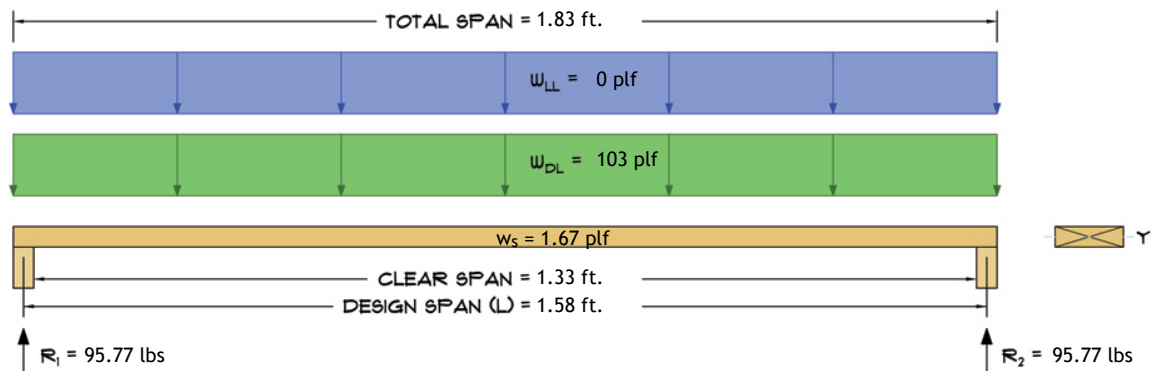 TOTAL SPAN = 1.83 ft.
WLL = 0 plf
WDL = 103 plf
ws = 1.67 plf
Y
CLEAR SPAN = 1.33 ft.
DESIGN SPAN (L) = 1.58 ft.
R1 = 95.77 lbs
R2 = 95.77 lbs